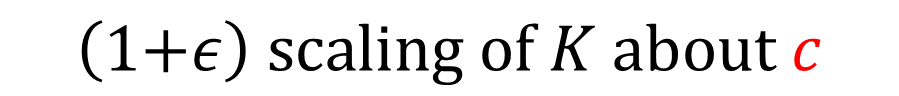 (1+ϵ) scaling of K about c